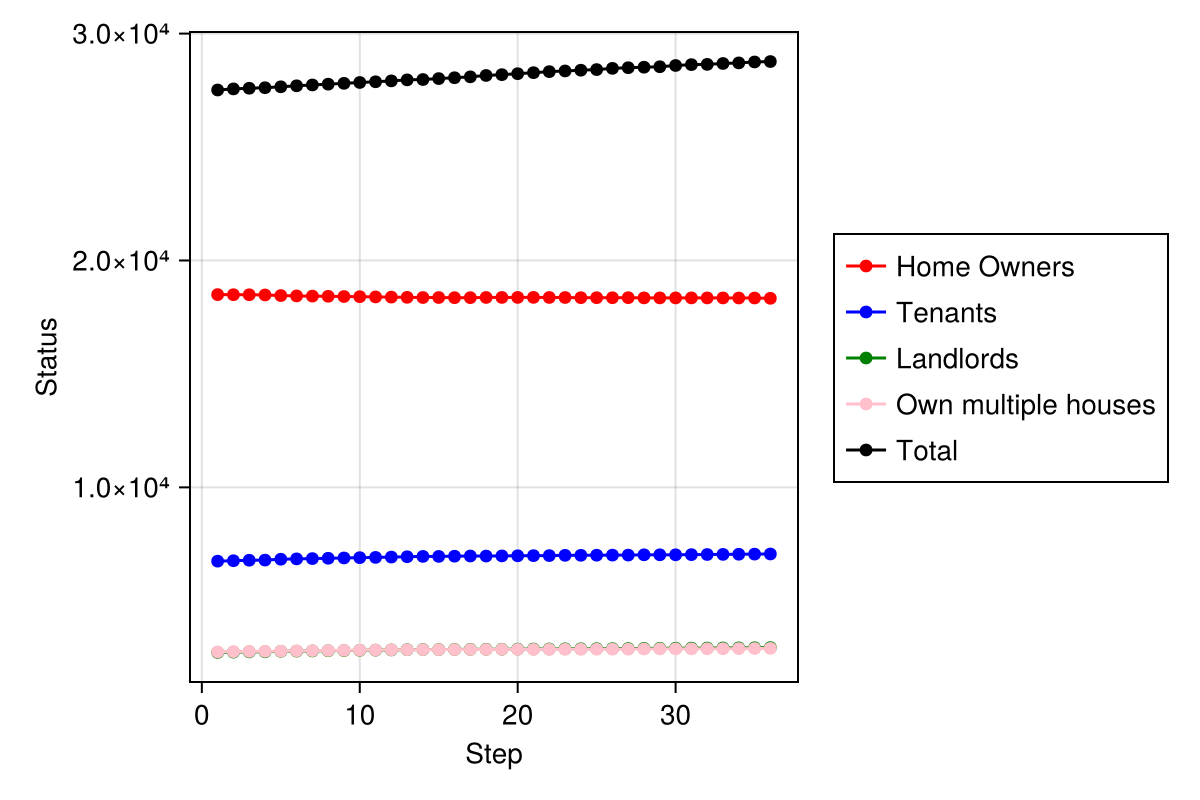 3.0×10⁴
2.0×10⁴
1.0×10⁴
Status
0 10 20 30
Step
Home Owners
Tenants
Landlords
Own multiple houses
Total